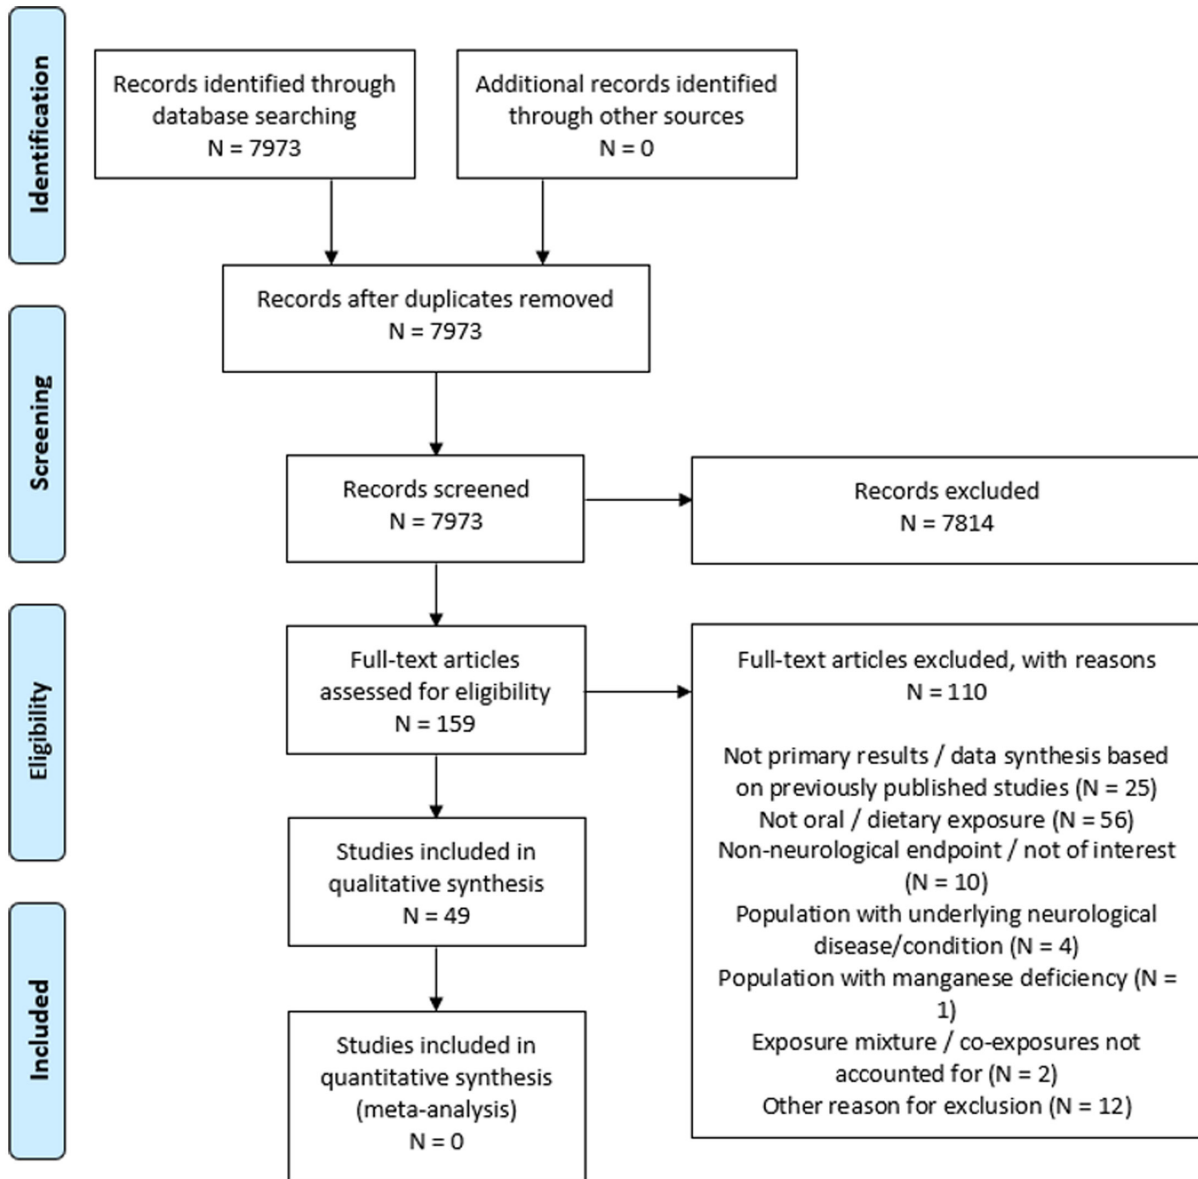 Identification
Records identified through
database searching
N = 7973
Additional records identified
through other sources
N = 0
Records after duplicates removed
N = 7973
Screening
Records screened
N = 7973
Records excluded
N = 7814
Eligibility
Full-text articles
assessed for eligibility
N = 159
Full-text articles excluded, with reasons
N = 110
Not primary results / data synthesis based
on previously published studies (N = 25)
Not oral / dietary exposure (N = 56)
Non-neurological endpoint / not of interest
(N = 10)
Population with underlying neurological
disease/condition (N = 4)
Population with manganese deficiency (N =
1)
Exposure mixture / co-exposures not
accounted for (N = 2)
Other reason for exclusion (N = 12)
Studies included in
qualitative synthesis
N = 49
Included
Studies included in
quantitative synthesis
(meta-analysis)
N = 0